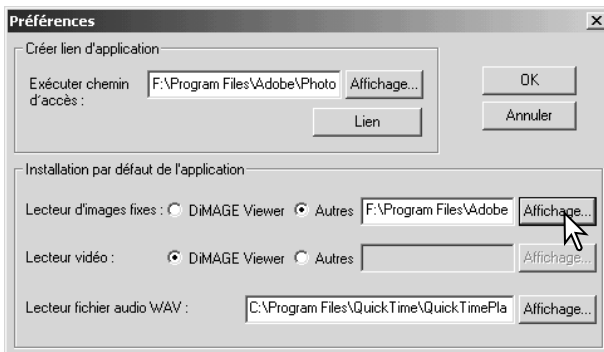 Préférences
Créer lien d'application
Exécuter chemin
d'accès :
F:\Program Files\Adobe\Photo
Affichage...
Lien
OK
Annuler
Installation par défaut de l'application
Lecteur d'images fixes : DiMAGE Viewer Autres F:\Program Files\Adobe Affichage...
Lecteur vidéo : DiMAGE Viewer Autres Affichage...
Lecteur fichier audio WAV : C:\Program Files\QuickTime\QuickTimePla Affichage...